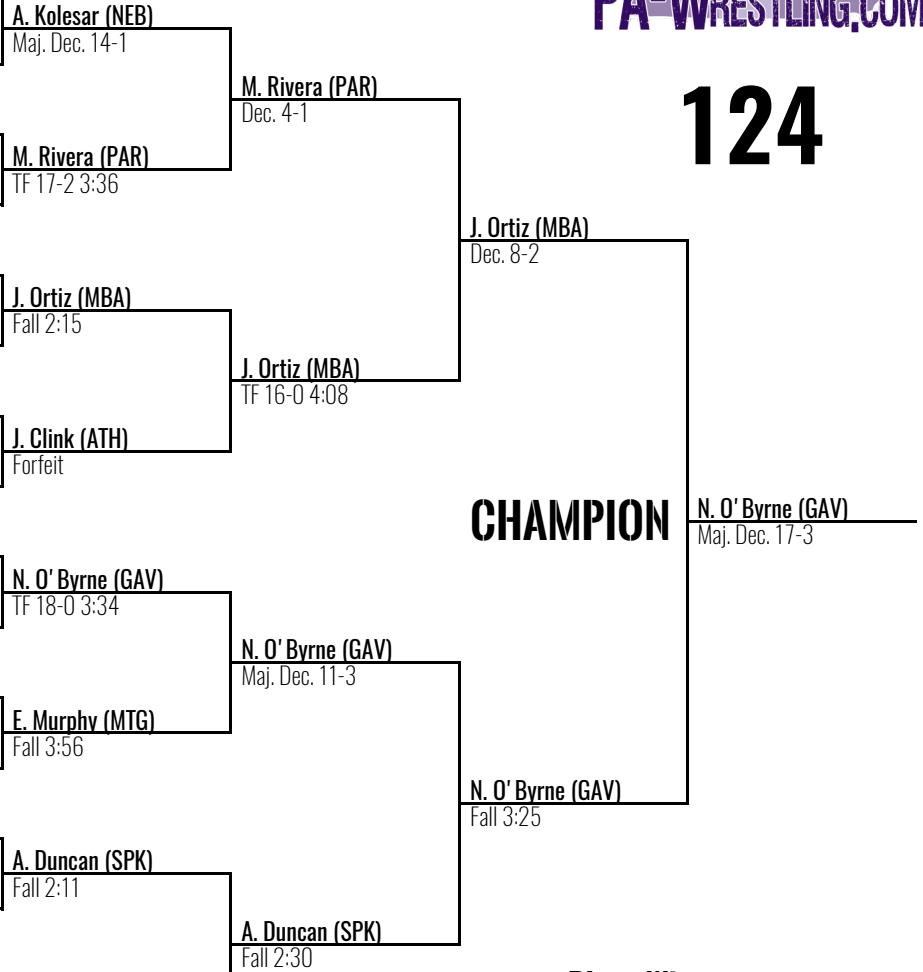 PA-WRESTLING.COM
124
A. Kolesar (NEB)
Maj. Dec. 14-1
M. Rivera (PAR)
Dec. 4-1
M. Rivera (PAR)
TF 17-2 3:36
J. Ortiz (MBA)
Dec. 8-2
J. Ortiz (MBA)
Fall 2:15
J. Ortiz (MBA)
TF 16-0 4:08
J. Clink (ATH)
Forfeit
CHAMPION
N. O'Byrne (GAV)
Maj. Dec. 17-3
N. O'Byrne (GAV)
TF 18-0 3:34
N. O'Byrne (GAV)
Maj. Dec. 11-3
E. Murphy (MTG)
Fall 3:56
N. O'Byrne (GAV)
Fall 3:25
A. Duncan (SPK)
Fall 2:11
A. Duncan (SPK)
Fall 2:30